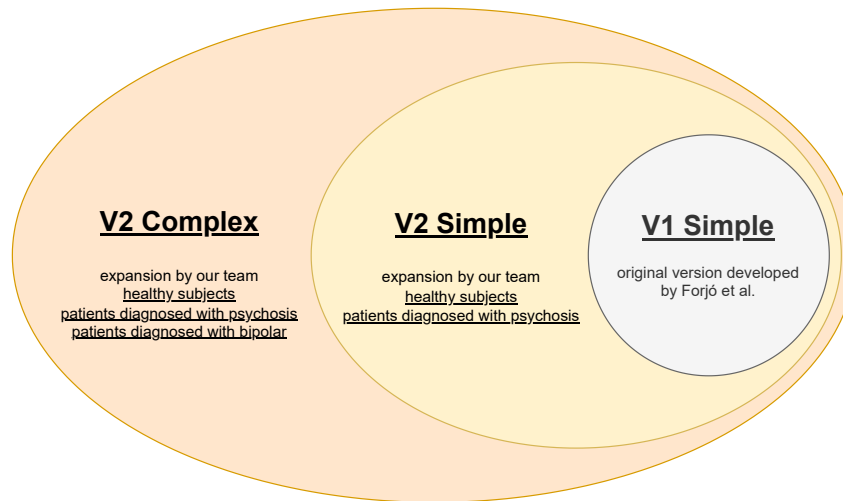 V2 Complex
expansion by our team
healthy subjects
patients diagnosed with psychosis
patients diagnosed with bipolar
V2 Simple
expansion by our team
healthy subjects
patients diagnosed with psychosis
V1 Simple
original version developed
by Forjó et al.